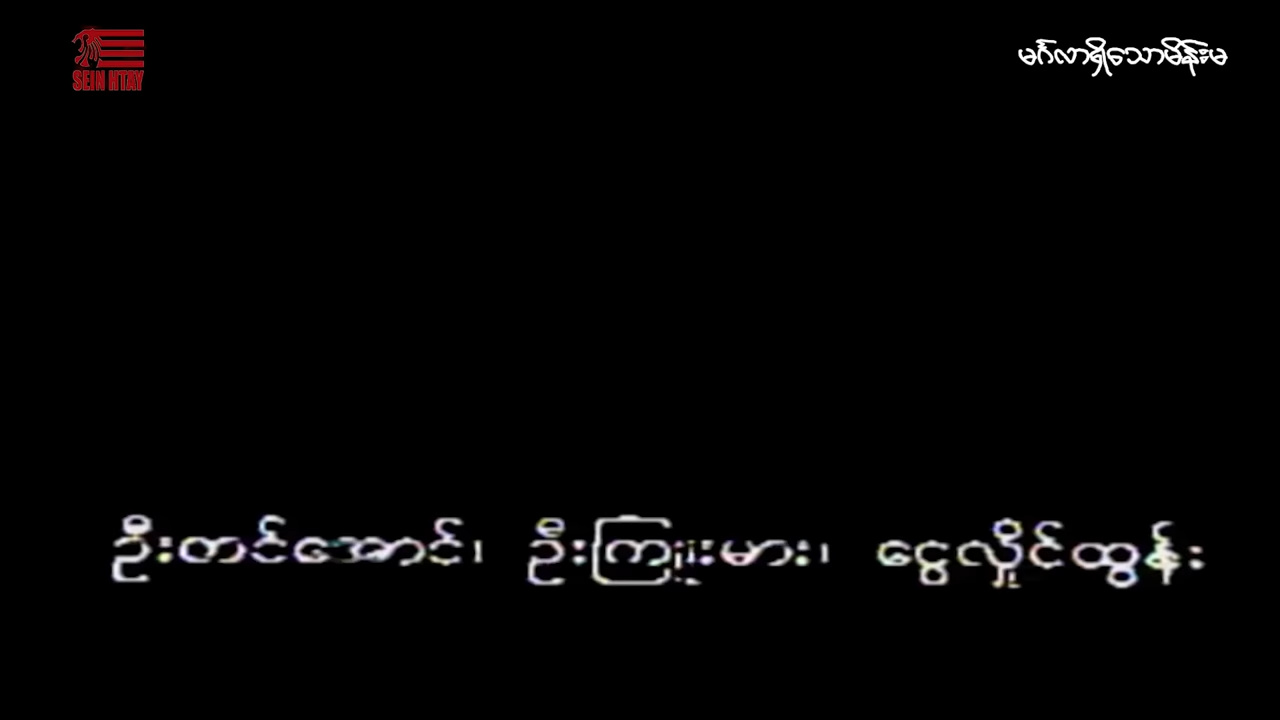 SEIN HTAY
မင်္ဂလာရှိသောမိန်းမ
ဦးတင်အောင်၊ ဦးကြူးမား၊ ငွေလှိုင်ထွန်း